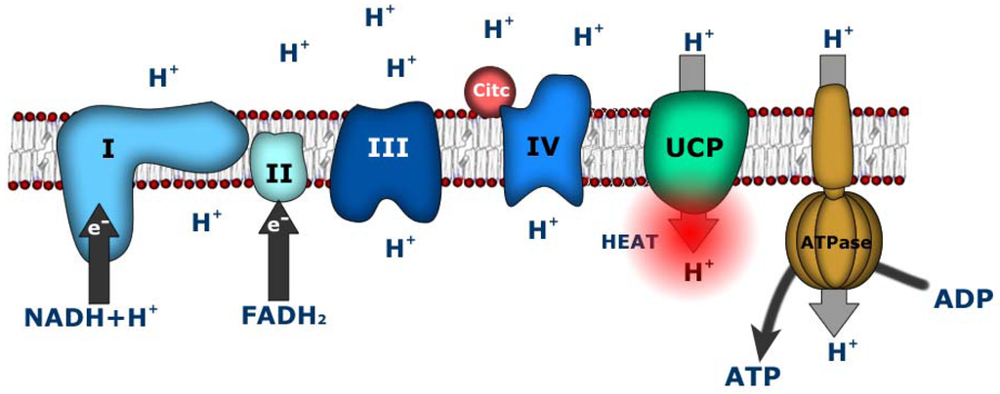 H⁺
H⁺
H⁺
H⁺
H⁺
H⁺
H⁺
H⁺
Citc
I
II
III
IV
UCP
e⁻
e⁻
H⁺
H⁺
H⁺
HEAT
H⁺
ATPase
NADH+H⁺
FADH₂
ADP
H⁺
ATP